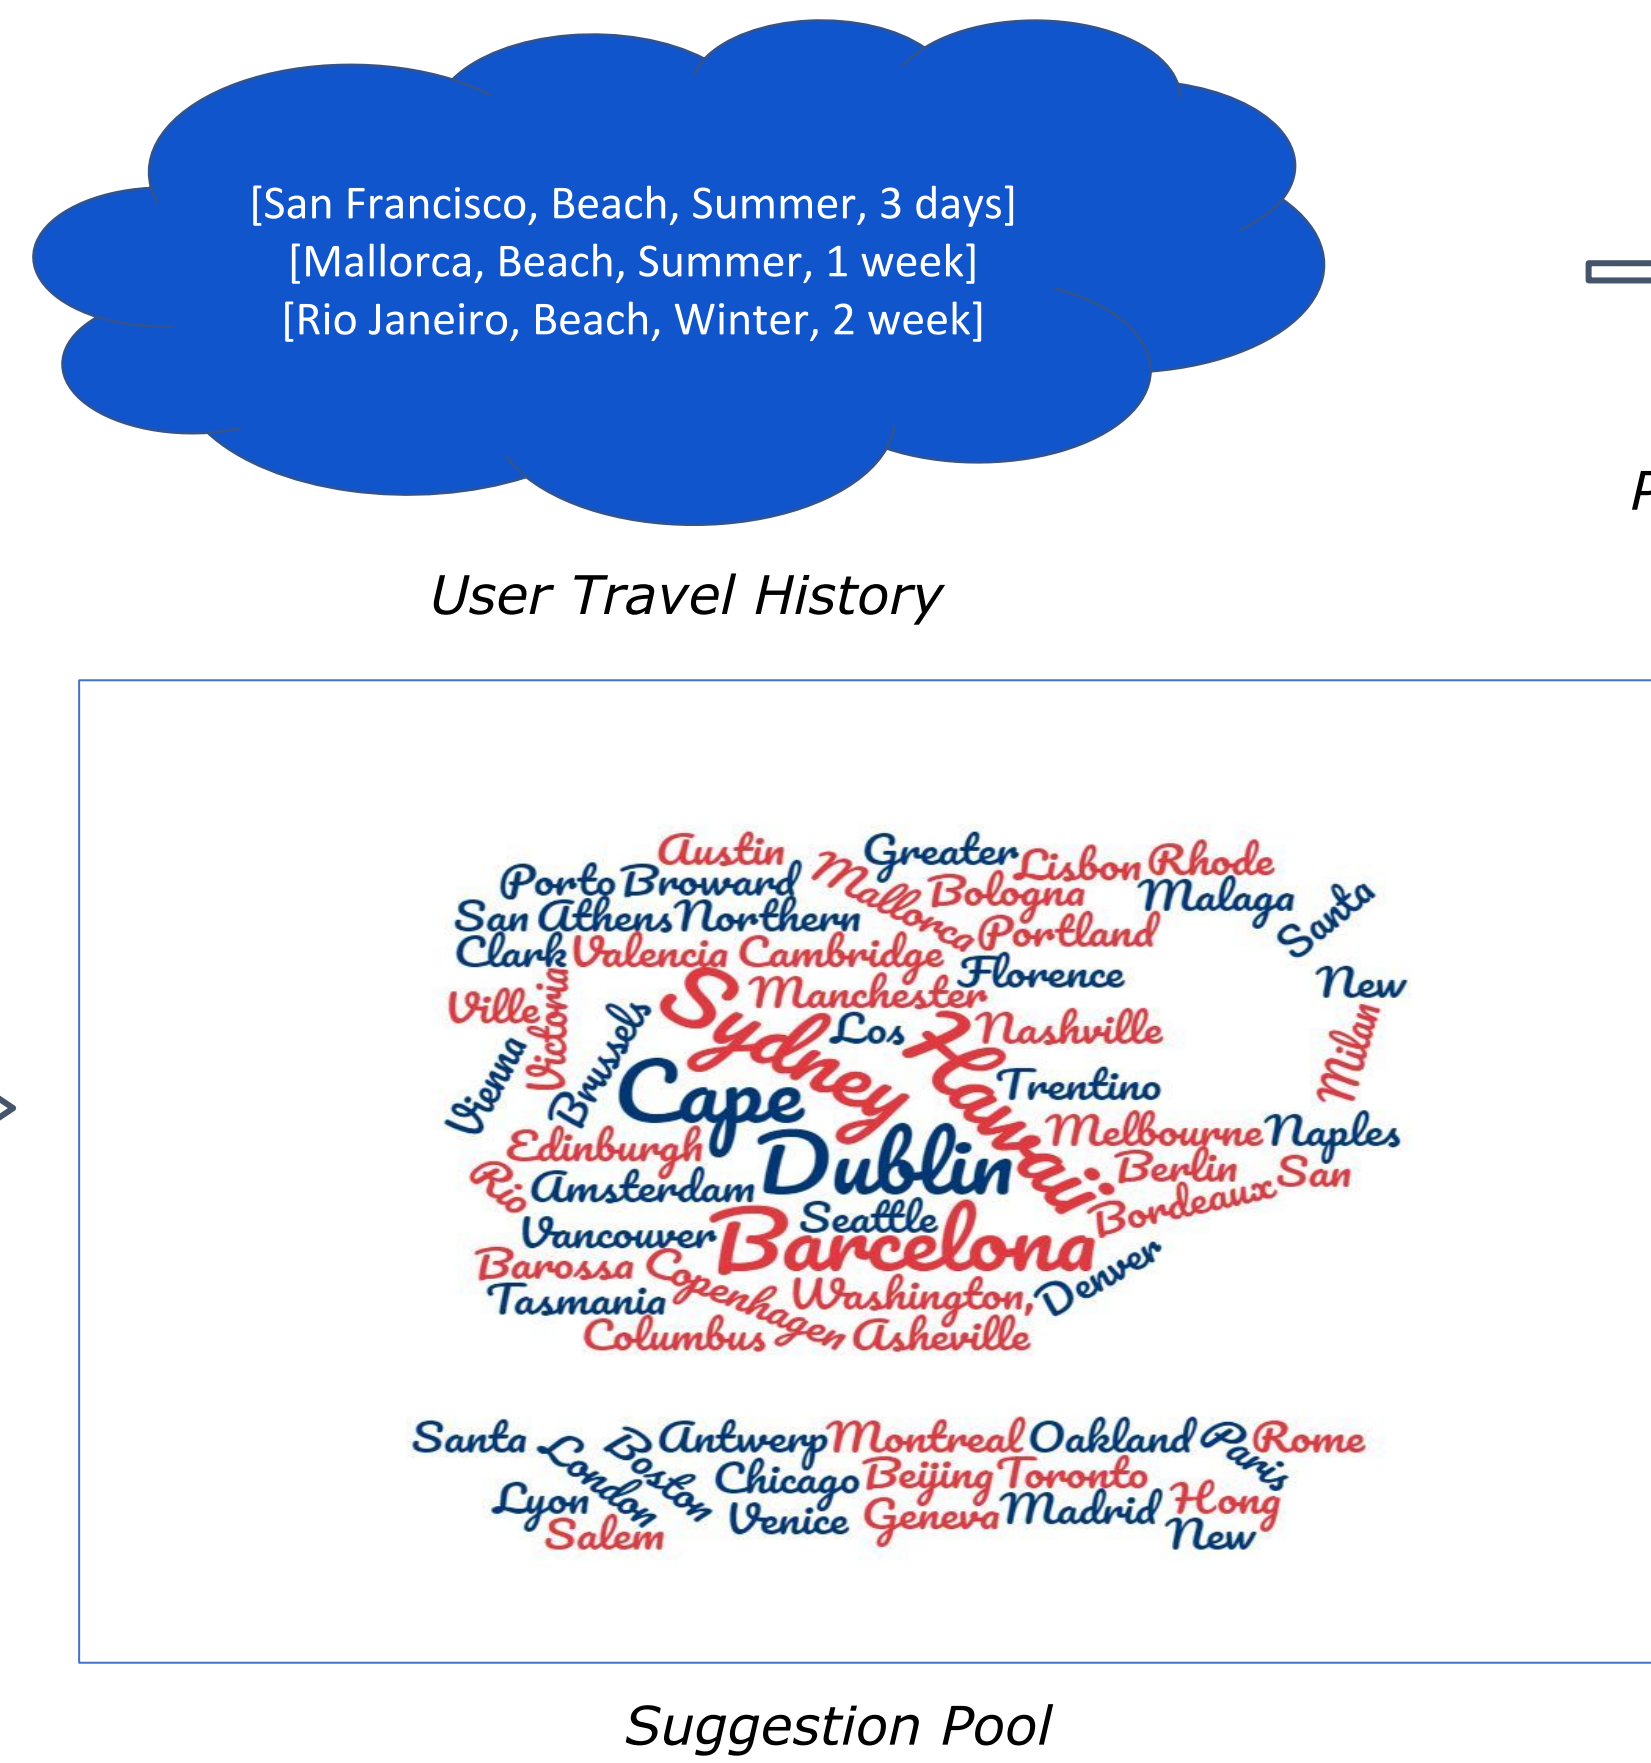 [San Francisco, Beach, Summer, 3 days]
[Mallorca, Beach, Summer, 1 week]
[Rio Janeiro, Beach, Winter, 2 week]
P
User Travel History
Austin
Greater
Lisbon
Rhode
Porto
Broward
Mallorca
Bologna
Malaga
Santa
San
Athens
Northern
Portland
Clark
Valencia
Cambridge
Florence
New
Ville
Victoria
Brussels
Sydney
Manchester
Los
Hawaii
Nashville
Milan
Vienna
Cape
Trentino
Edinburgh
Dublin
Melbourne
Naples
Rio
Amsterdam
Berlin
San
Vancouver
Seattle
Bordeaux
Barossa
Copenhagen
Barcelona
Denver
Tasmania
Washington,
Columbus
Asheville
Santa
London
Boston
Antwerp
Montreal
Oakland
Paris
Rome
Lyon
Chicago
Beijing
Toronto
Salem
Venice
Geneva
Madrid
Hong
New
Suggestion Pool